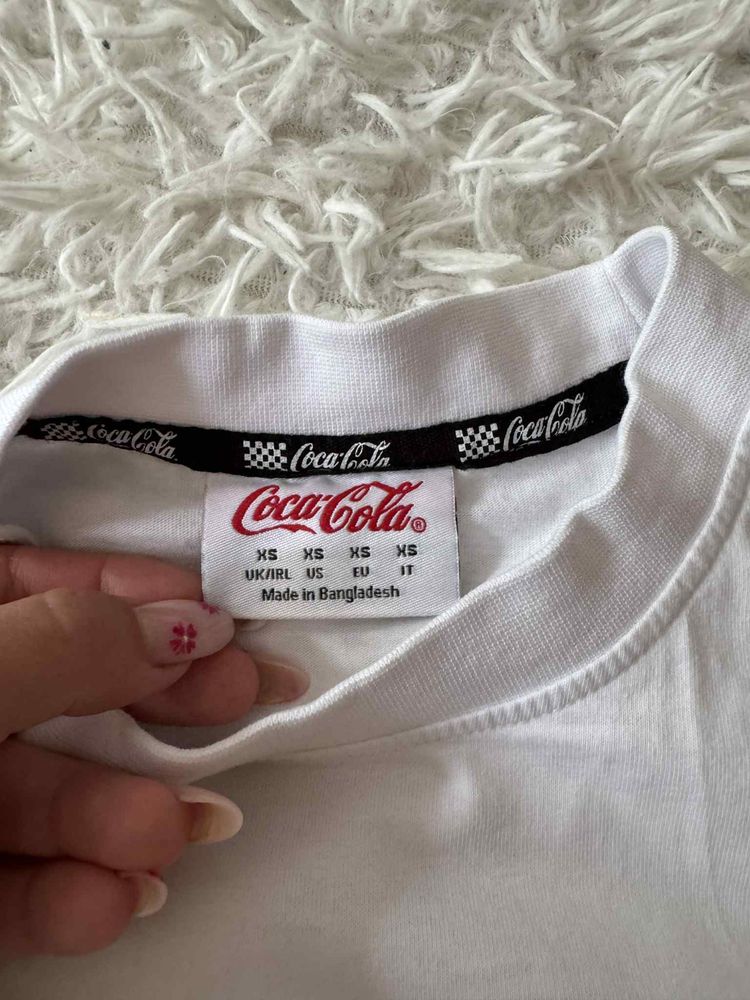 Coca-Cola
Coca-Cola
Coca-Cola
Coca-Cola®
XS XS XS XS
UK/IRL US EU IT
Made in Bangladesh